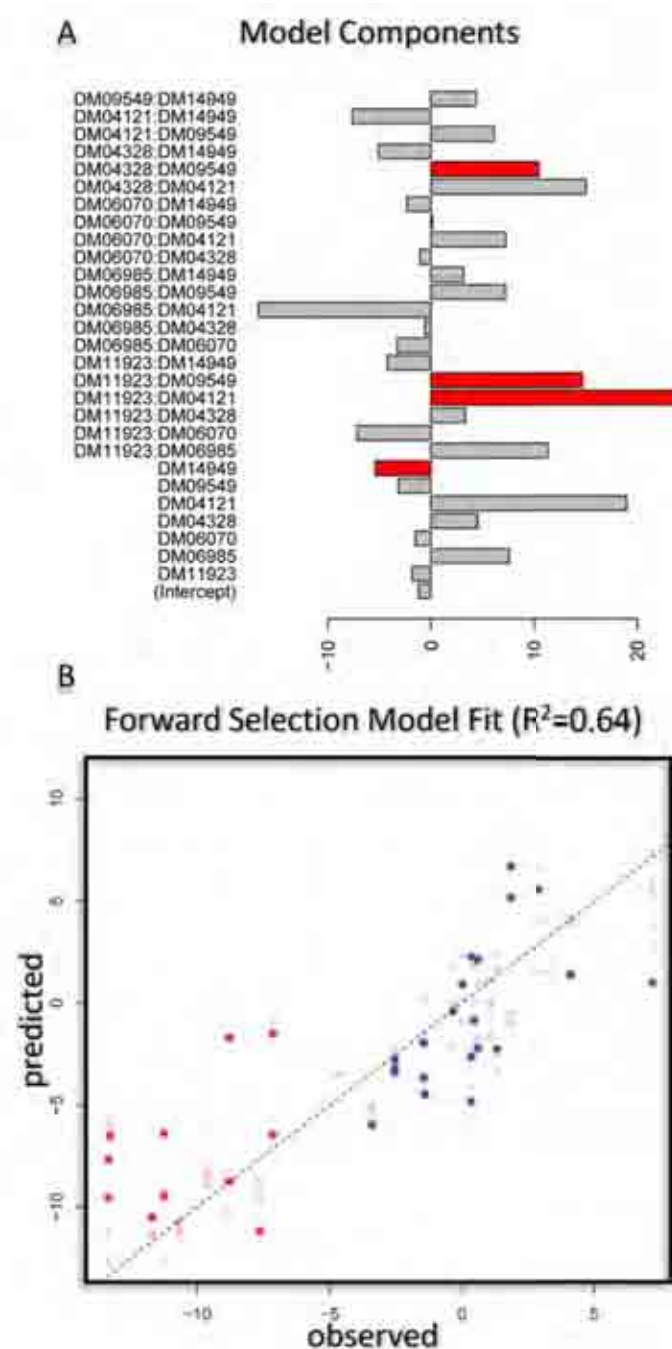 A
Model Components
DM09549:DM14949
DM04121:DM14949
DM04121:DM09549
DM04328:DM14949
DM04328:DM09549
DM04328:DM04121
DM06070:DM14949
DM06070:DM09549
DM06070:DM04121
DM06070:DM04328
DM06985:DM14949
DM06985:DM09549
DM06985:DM04121
DM06985:DM04328
DM06985:DM06070
DM11923:DM14949
DM11923:DM09549
DM11923:DM04121
DM11923:DM04328
DM11923:DM06070
DM11923:DM06985
DM14949
DM09549
DM04121
DM04328
DM06070
DM06985
DM11923
(Intercept)
−10 0 10 20
B
Forward Selection Model Fit (R²=0.64)
10
5
0
−5
−10
predicted
−10 −5 0 5
observed